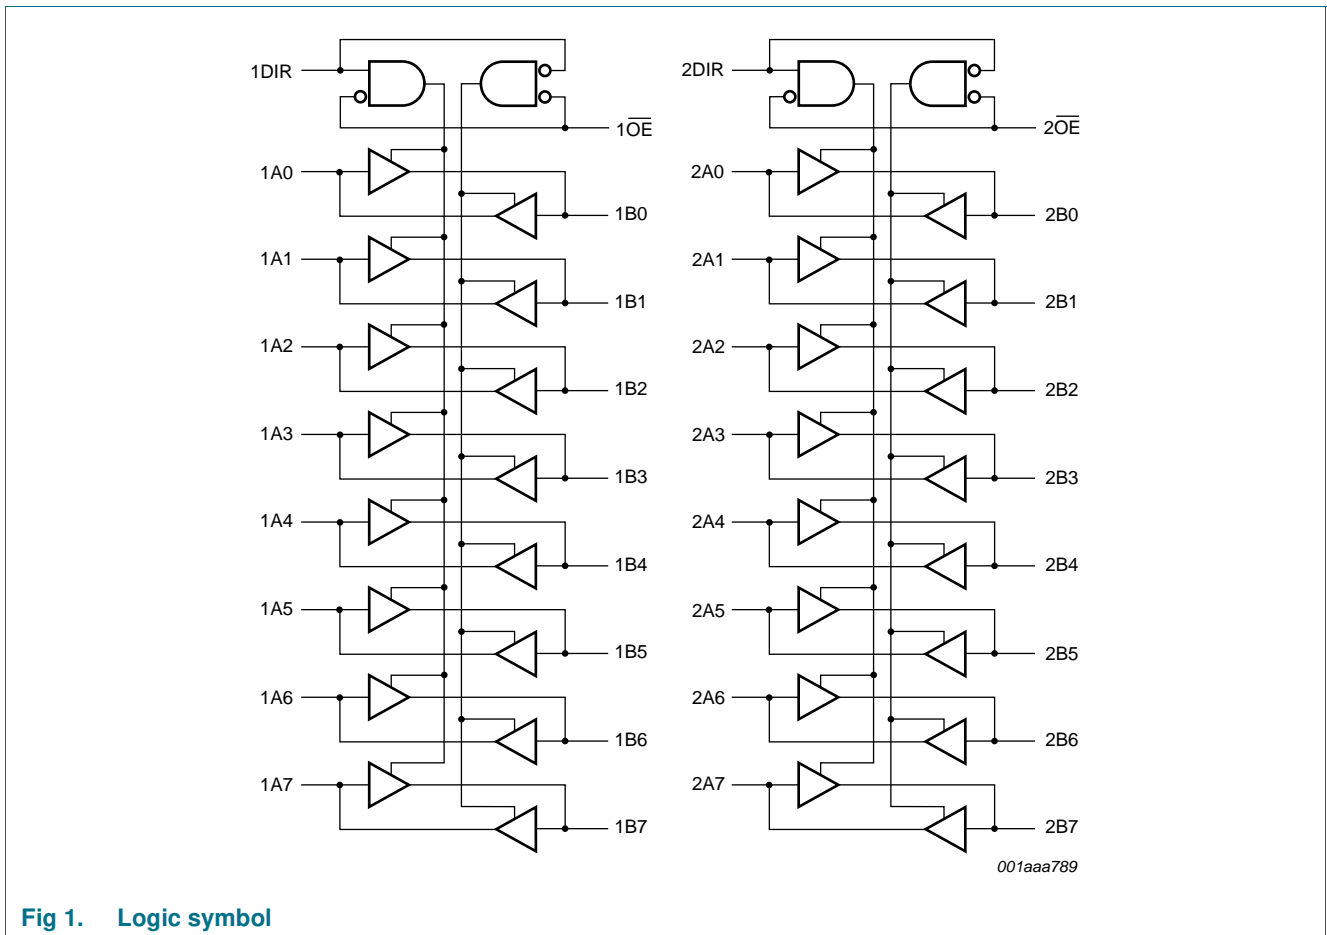 1DIR
2DIR
1OE
2OE
1A0
2A0
1B0
2B0
1A1
2A1
1B1
2B1
1A2
2A2
1B2
2B2
1A3
2A3
1B3
2B3
1A4
2A4
1B4
2B4
1A5
2A5
1B5
2B5
1A6
2A6
1B6
2B6
1A7
2A7
1B7
2B7
001aaa789
Fig 1. Logic symbol